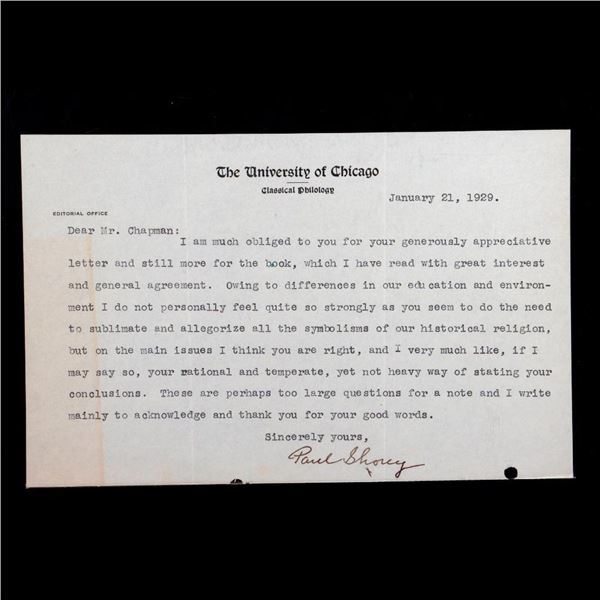 The University of Chicago
Classical Philology
January 21, 1929.
EDITORIAL OFFICE
Dear Mr. Chapman:
I am much obliged to you for your generously appreciative
letter and still more for the book, which I have read with great interest
and general agreement. Owing to differences in our education and environ-
ment I do not personally feel quite so strongly as you seem to do the need
to sublimate and allegorize all the symbolisms of our historical religion,
but on the main issues I think you are right, and I very much like, if I
may say so, your rational and temperate, yet not heavy way of stating your
conclusions. These are perhaps too large questions for a note and I write
mainly to acknowledge and thank you for your good words.
Sincerely yours,
Paul Shorey